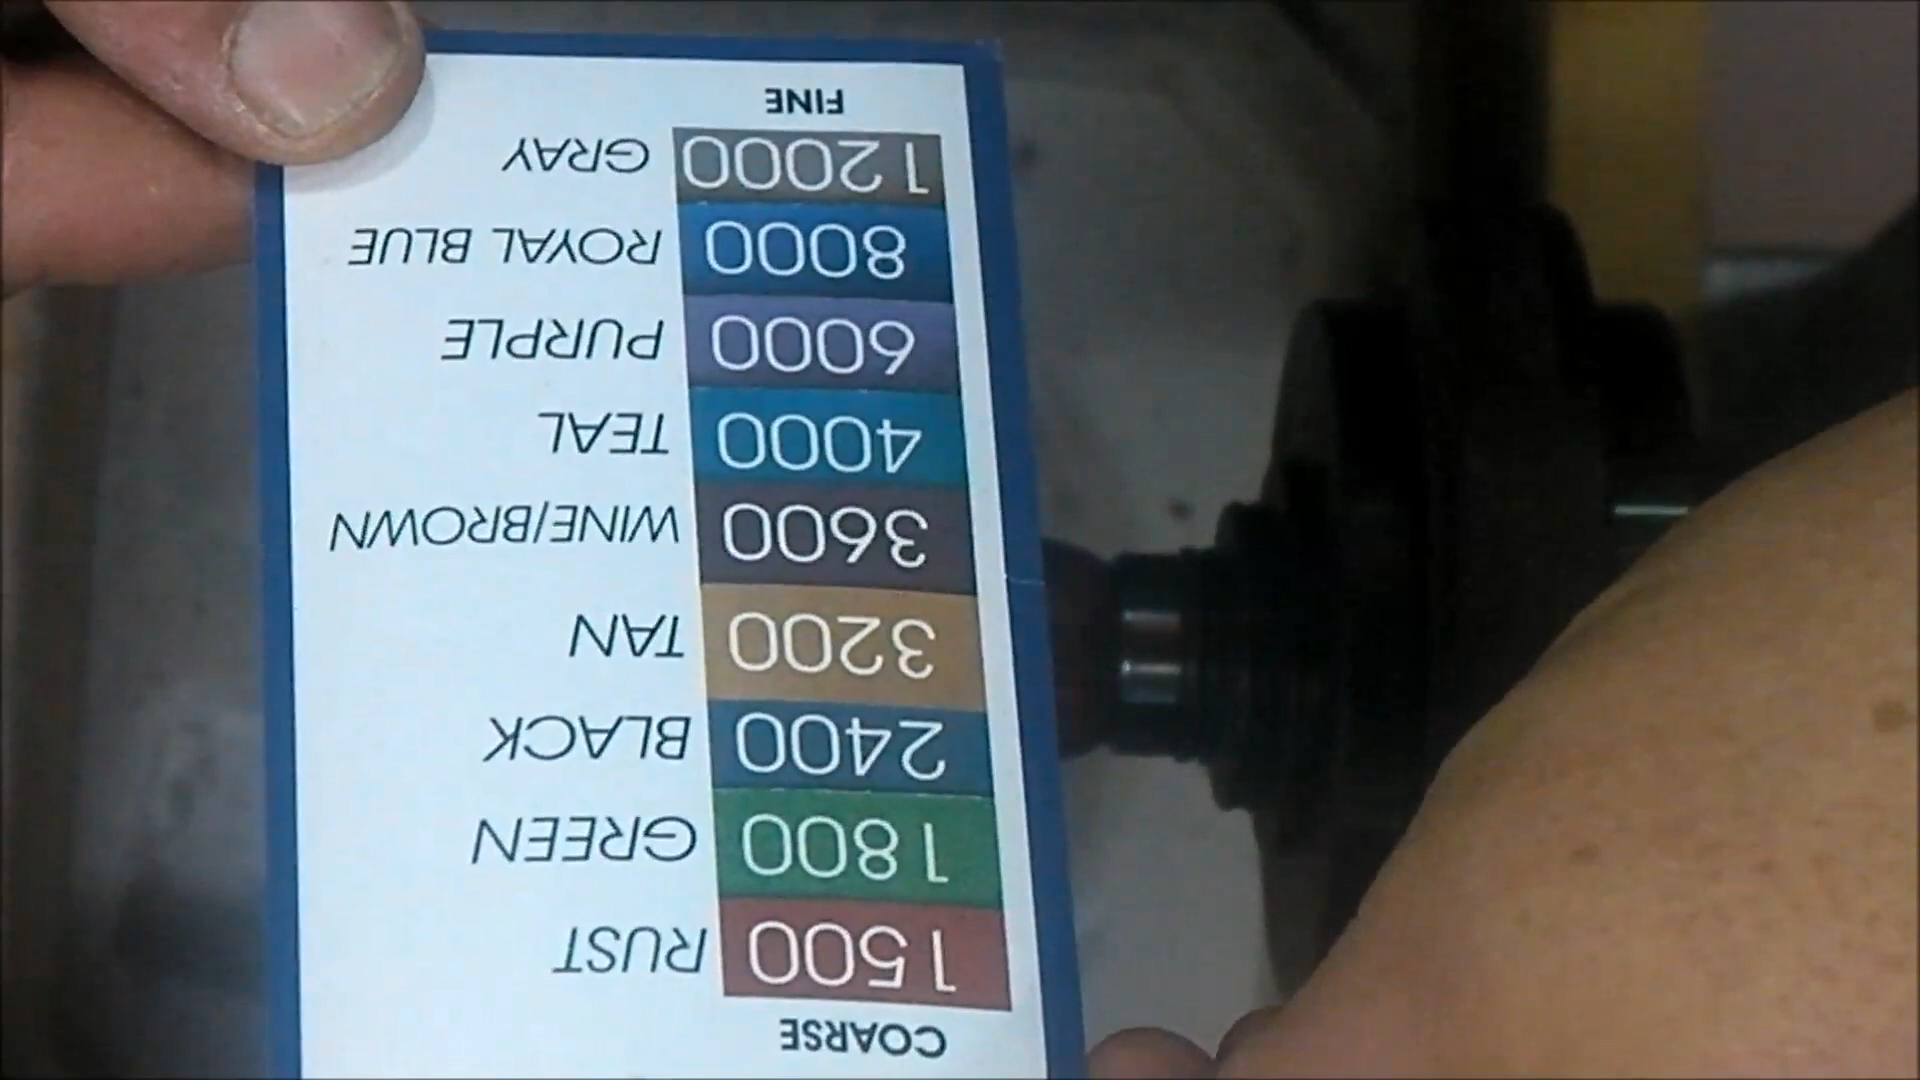 COARSE
1500 RUST
1800 GREEN
2400 BLACK
3200 TAN
3600 WINE/BROWN
4000 TEAL
6000 PURPLE
8000 ROYAL BLUE
12000 GRAY
FINE